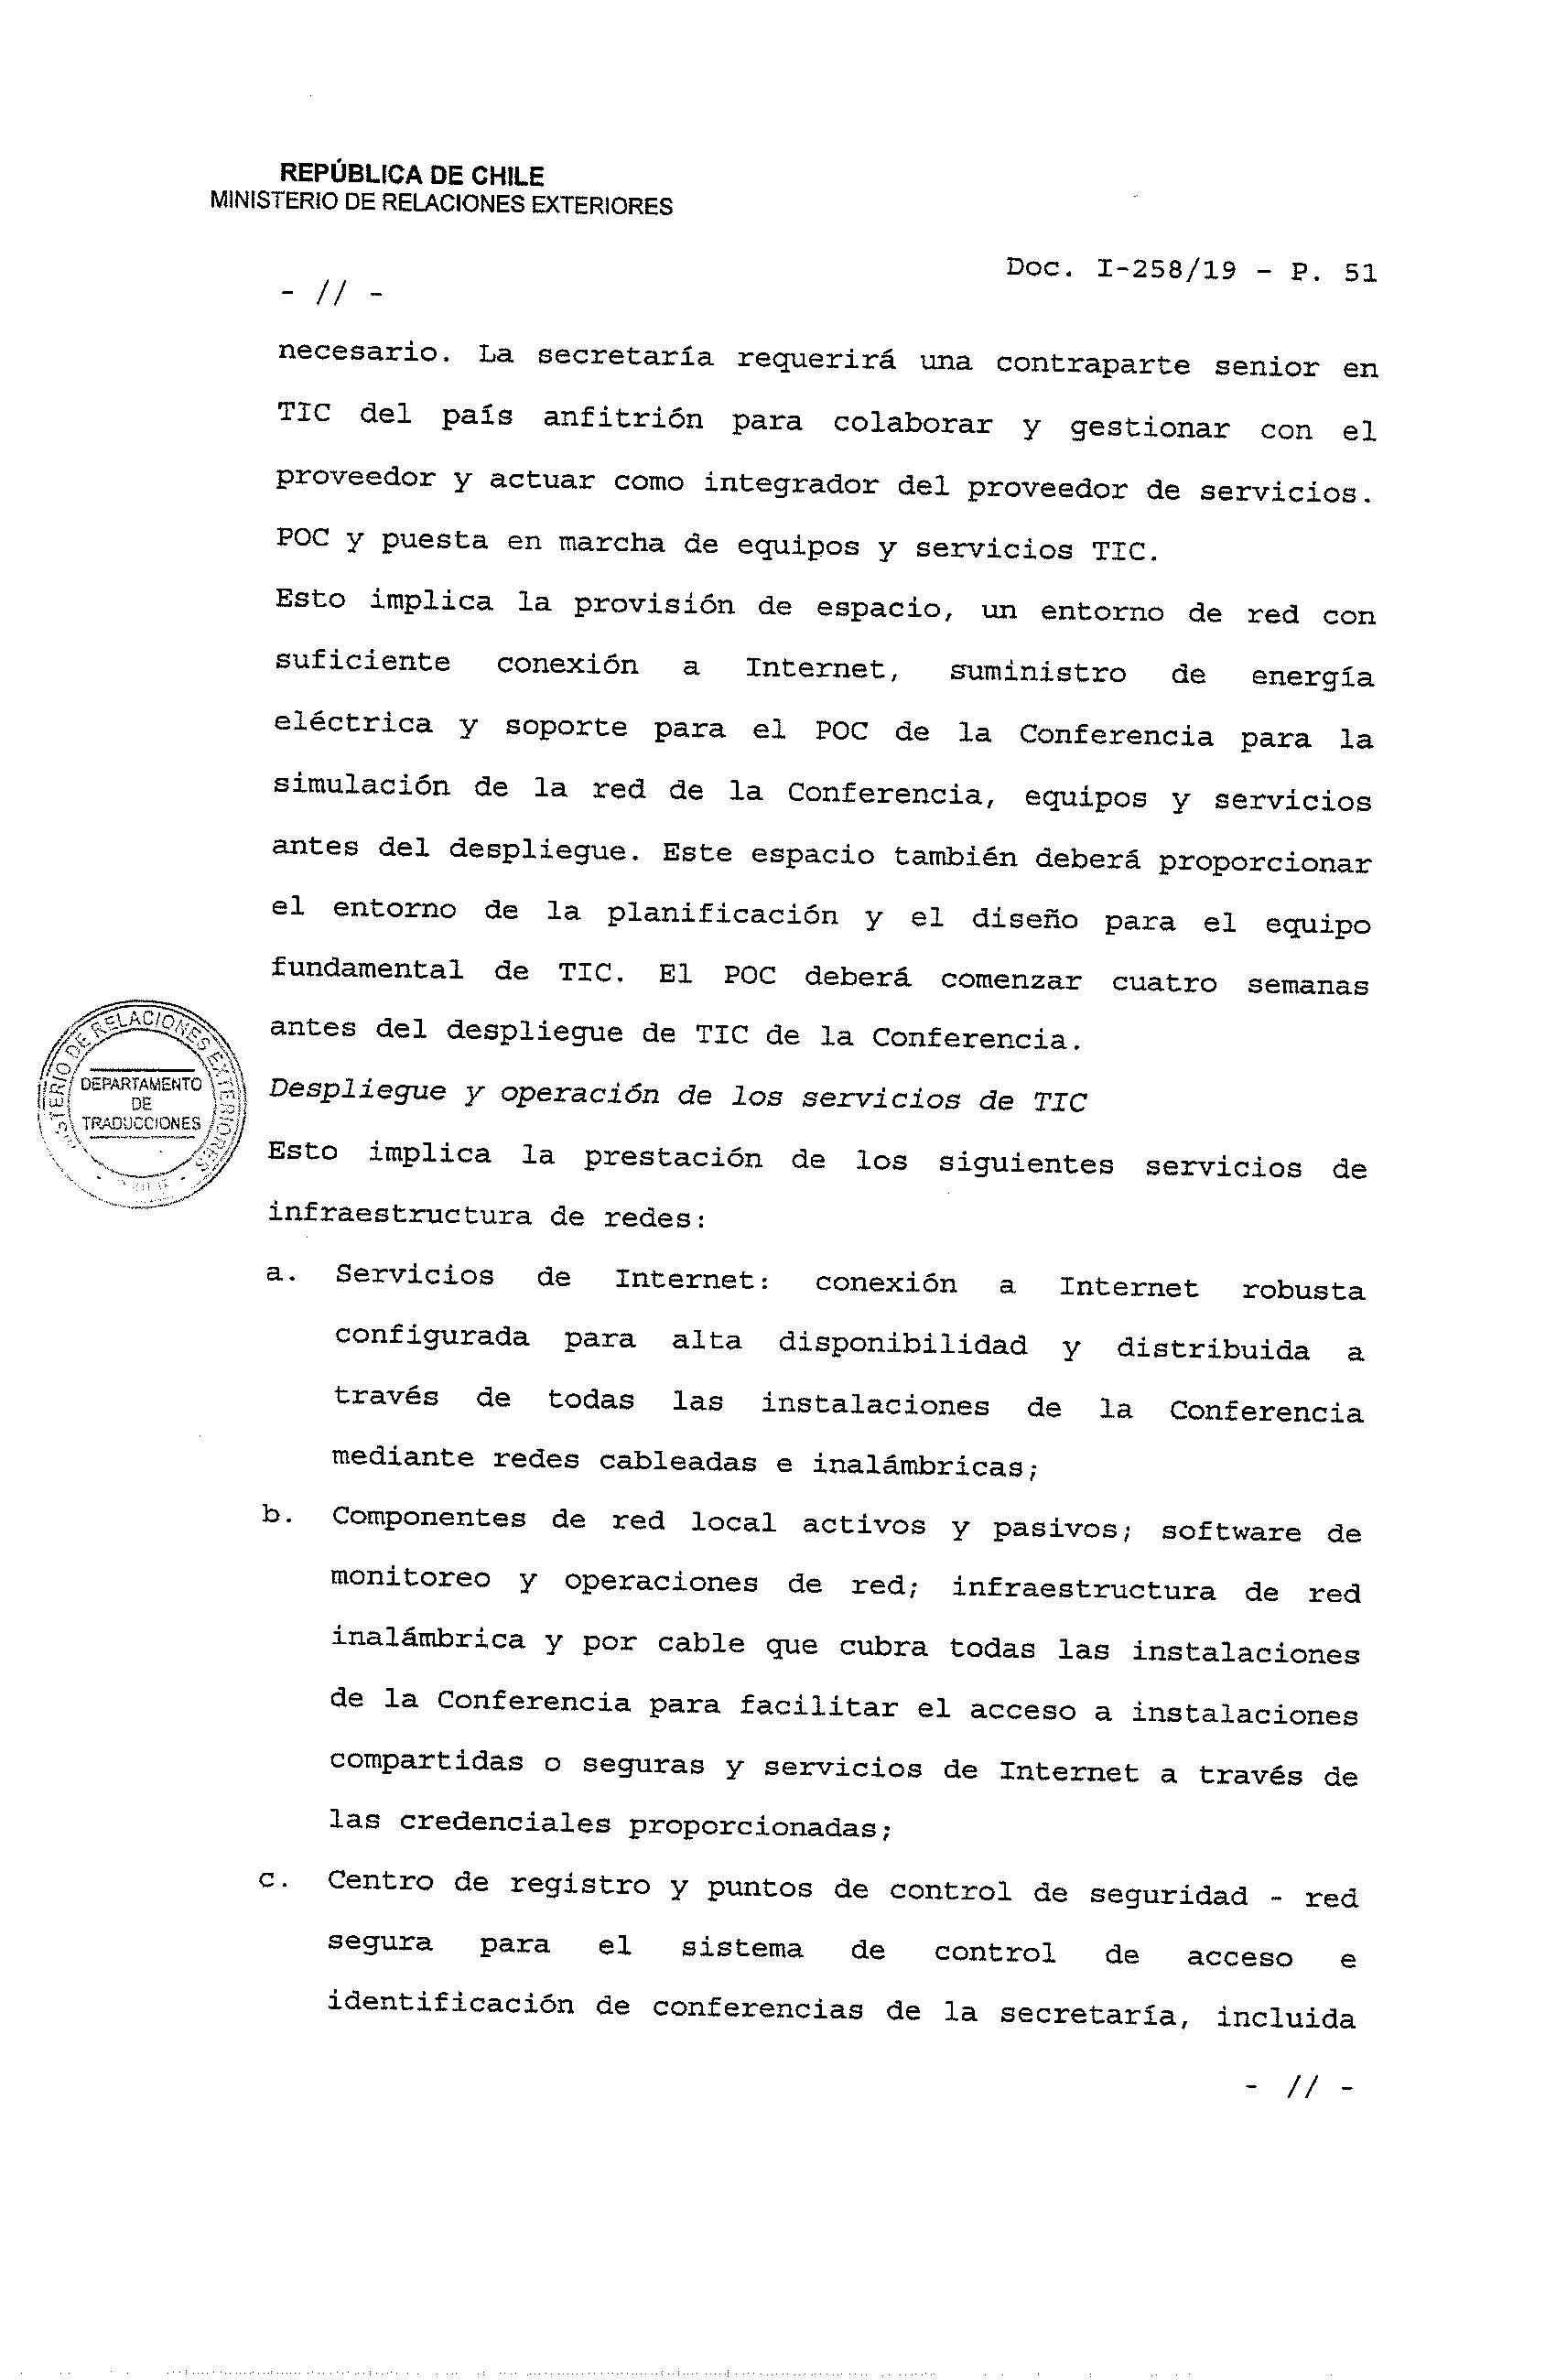 REPÚBLICA DE CHILE
MINISTERIO DE RELACIONES EXTERIORES
Doc. I-258/19 - P. 51
- // -
necesario. La secretaría requerirá una contraparte senior en
TIC del país anfitrión para colaborar y gestionar con el
proveedor y actuar como integrador del proveedor de servicios.
POC y puesta en marcha de equipos y servicios TIC.
Esto implica la provisión de espacio, un entorno de red con
suficiente conexión a Internet, suministro de energía
eléctrica y soporte para el POC de la Conferencia para la
simulación de la red de la Conferencia, equipos y servicios
antes del despliegue. Este espacio también deberá proporcionar
el entorno de la planificación y el diseño para el equipo
fundamental de TIC. El POC deberá comenzar cuatro semanas
antes del despliegue de TIC de la Conferencia.
Despliegue y operación de los servicios de TIC
Esto implica la prestación de los siguientes servicios de
infraestructura de redes:
a. Servicios de Internet: conexión a Internet robusta
configurada para alta disponibilidad y distribuida a
través de todas las instalaciones de la Conferencia
mediante redes cableadas e inalámbricas;
b. Componentes de red local activos y pasivos; software de
monitoreo y operaciones de red; infraestructura de red
inalámbrica y por cable que cubra todas las instalaciones
de la Conferencia para facilitar el acceso a instalaciones
compartidas o seguras y servicios de Internet a través de
las credenciales proporcionadas;
c. Centro de registro y puntos de control de seguridad - red
segura para el sistema de control de acceso e
identificación de conferencias de la secretaría, incluida
- // -
DE RELACIONES EXTERIORES
DEPARTAMENTO
DE
TRADUCCIONES